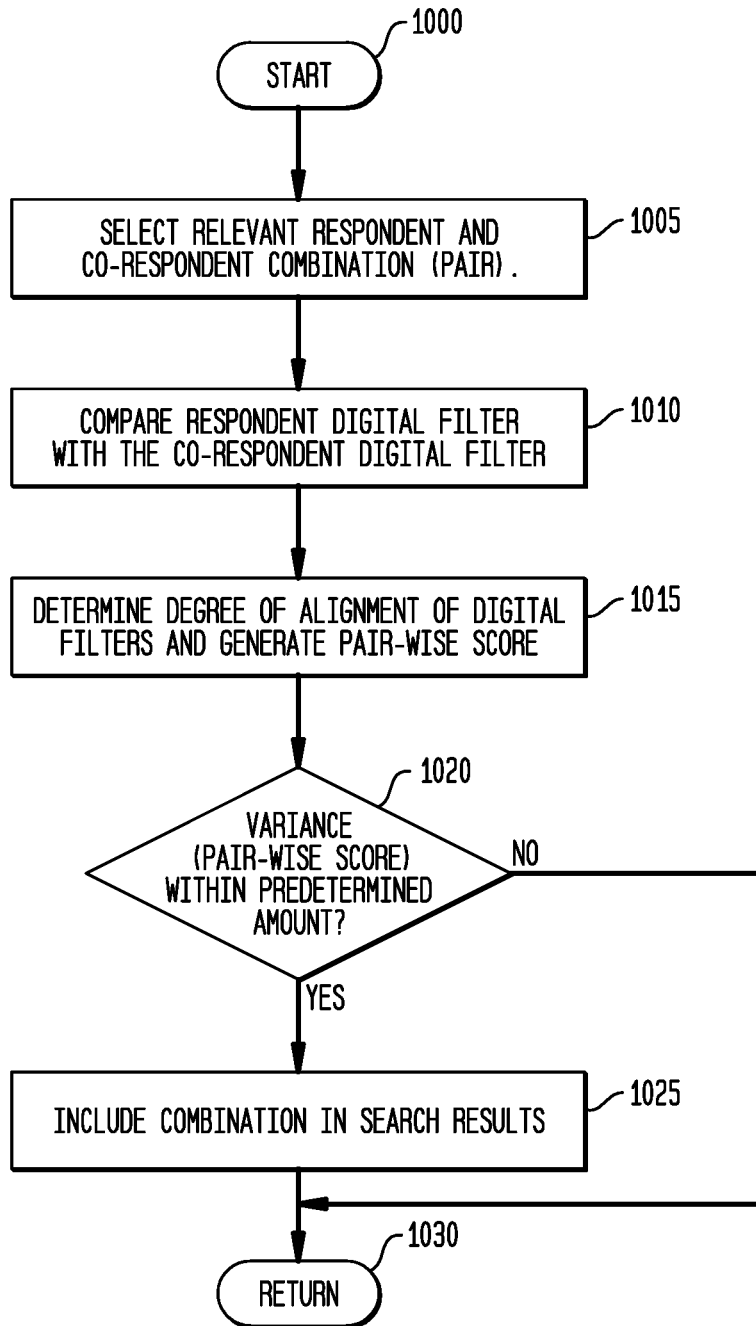 1000
START
1005
SELECT RELEVANT RESPONDENT AND
CO-RESPONDENT COMBINATION (PAIR).
1010
COMPARE RESPONDENT DIGITAL FILTER
WITH THE CO-RESPONDENT DIGITAL FILTER
1015
DETERMINE DEGREE OF ALIGNMENT OF DIGITAL
FILTERS AND GENERATE PAIR-WISE SCORE
1020
VARIANCE
(PAIR-WISE SCORE)
WITHIN PREDETERMINED
AMOUNT?
NO
YES
1025
INCLUDE COMBINATION IN SEARCH RESULTS
1030
RETURN